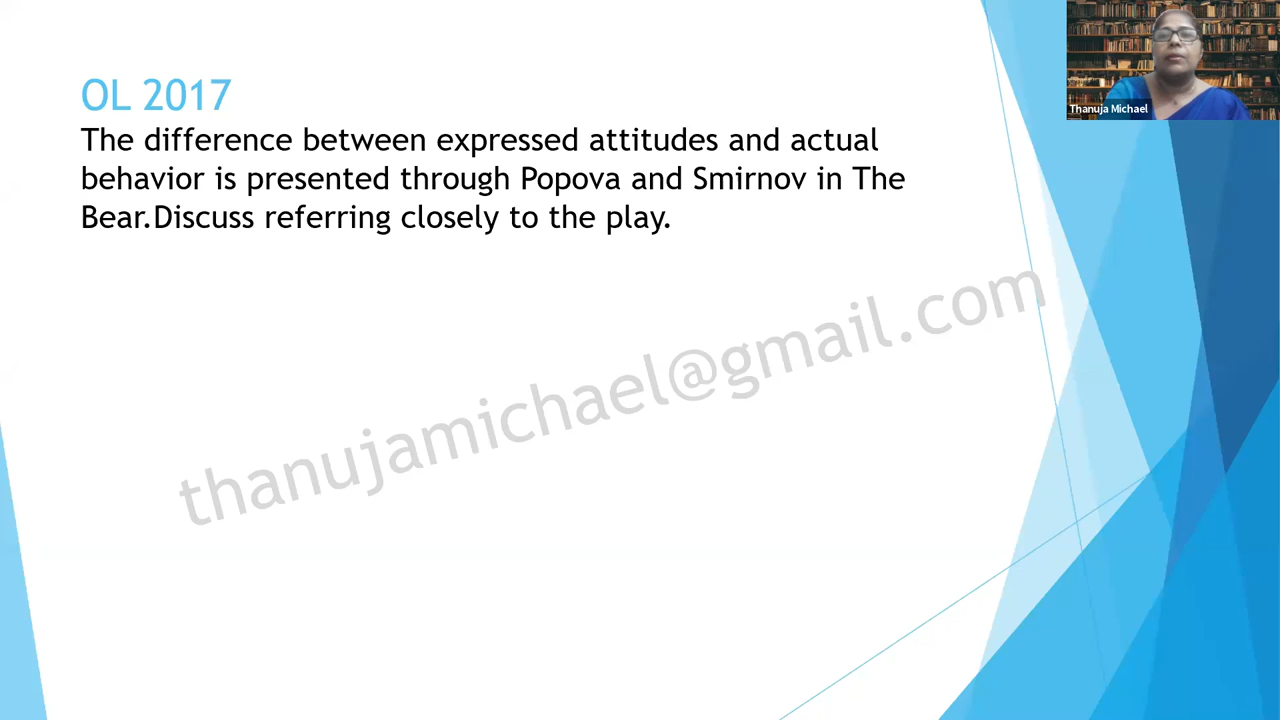 OL 2017
The difference between expressed attitudes and actual
behavior is presented through Popova and Smirnov in The
Bear.Discuss referring closely to the play.
thanujamichael@gmail.com
Thanuja Michael